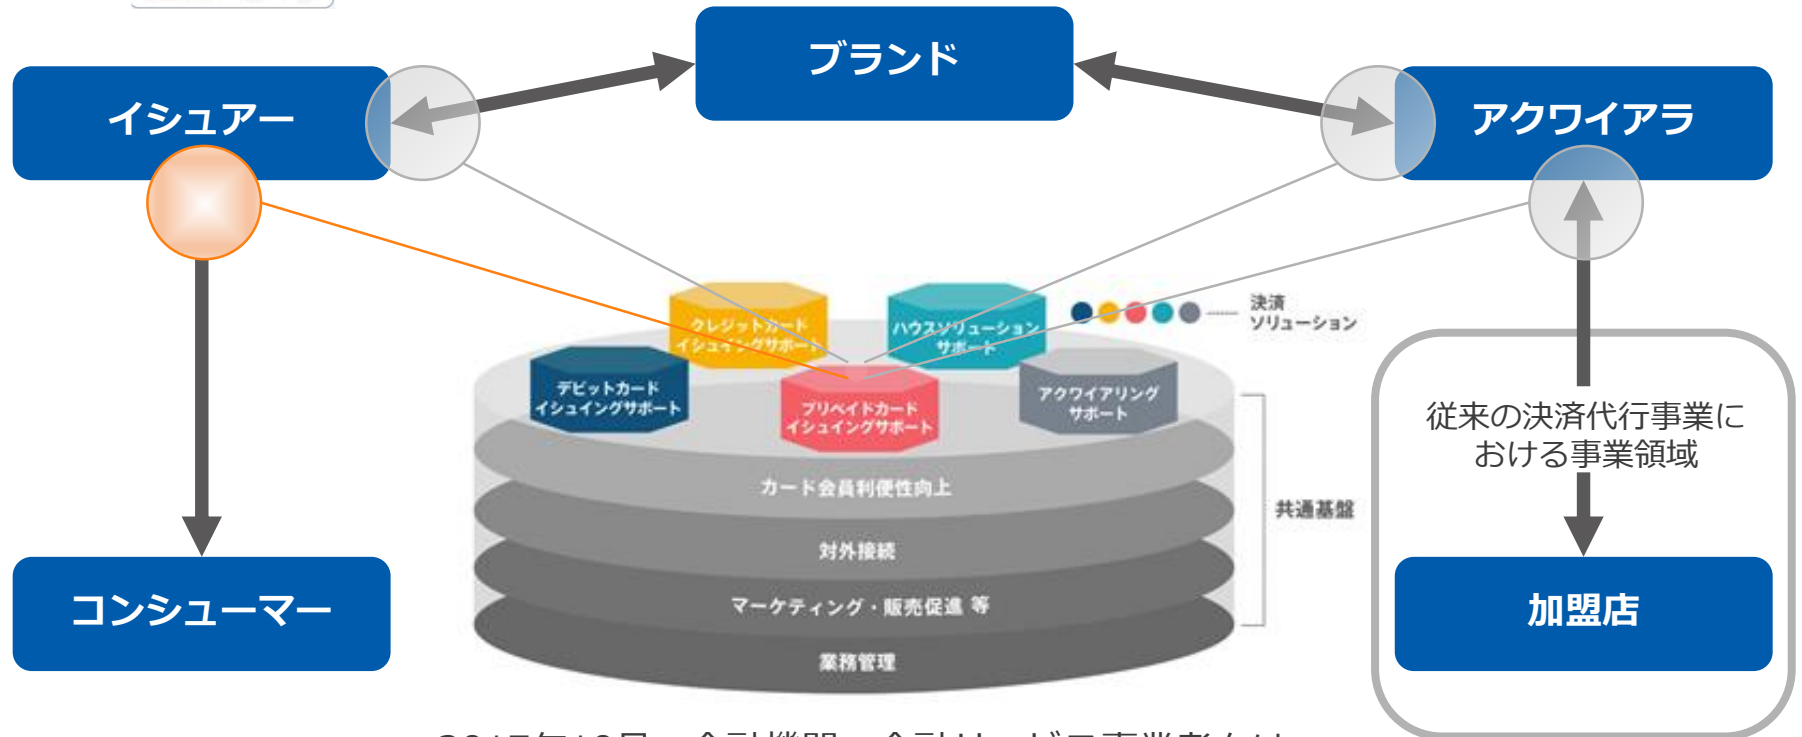 ブランド
イシュアー
アクワイアラ
クレジットカード
イシュイングサポート
ハウスソリューション
サポート
決済
ソリューション
デビットカード
イシュイングサポート
プリペイドカード
イシュイングサポート
アクワイアリング
サポート
従来の決済代行事業に
おける事業領域
カード会員利便性向上
共通基盤
対外接続
コンシューマー
マーケティング・販売促進 等
加盟店
業務管理